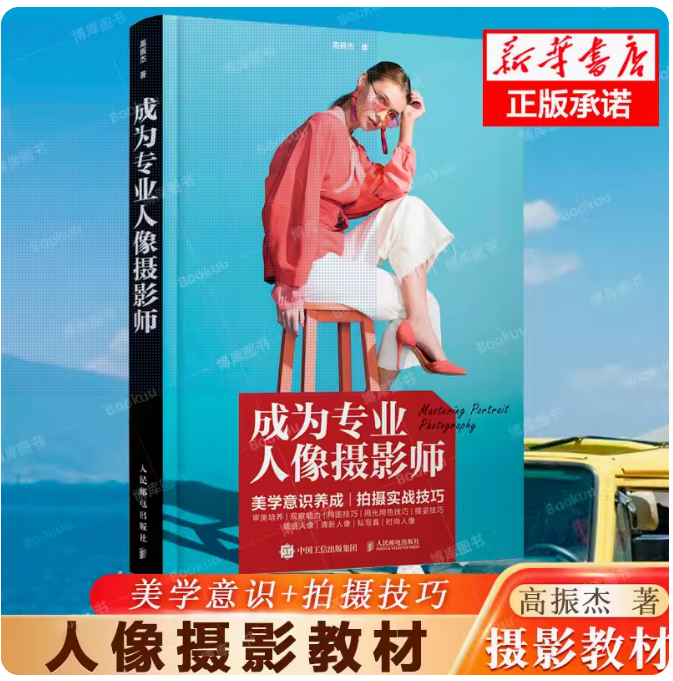 新华书店
正版承诺
高振杰 著
成为专业人像摄影师
人民邮电出版社
高振杰 著
成为专业
人像摄影师
Mastering Portrait
Photography
美学意识养成|拍摄实战技巧
审美培养|观察能力|构图技巧|用光用色技巧|摆姿技巧
场景人像|清新人像|私写真|时尚人像
中国工信出版集团
人民邮电出版社
美学意识+拍摄技巧
高振杰 著
人像摄影教材
摄影教材
博库图书
Bookuu